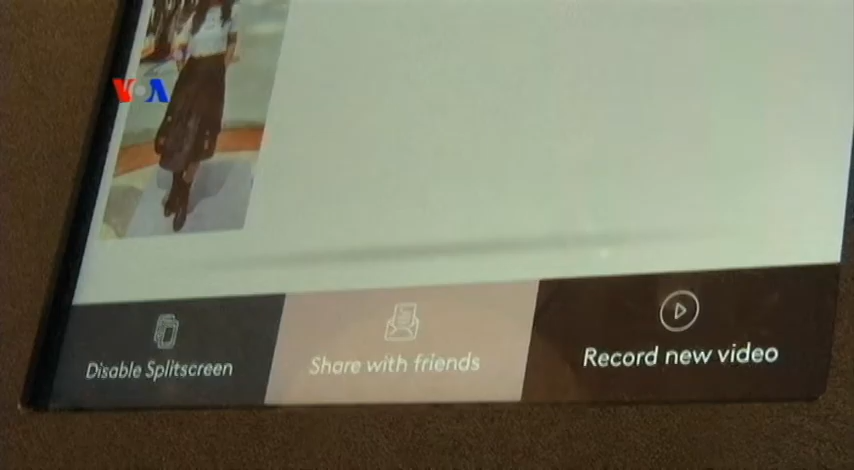 VOA
Disable Splitscreen
Share with friends
Record new video